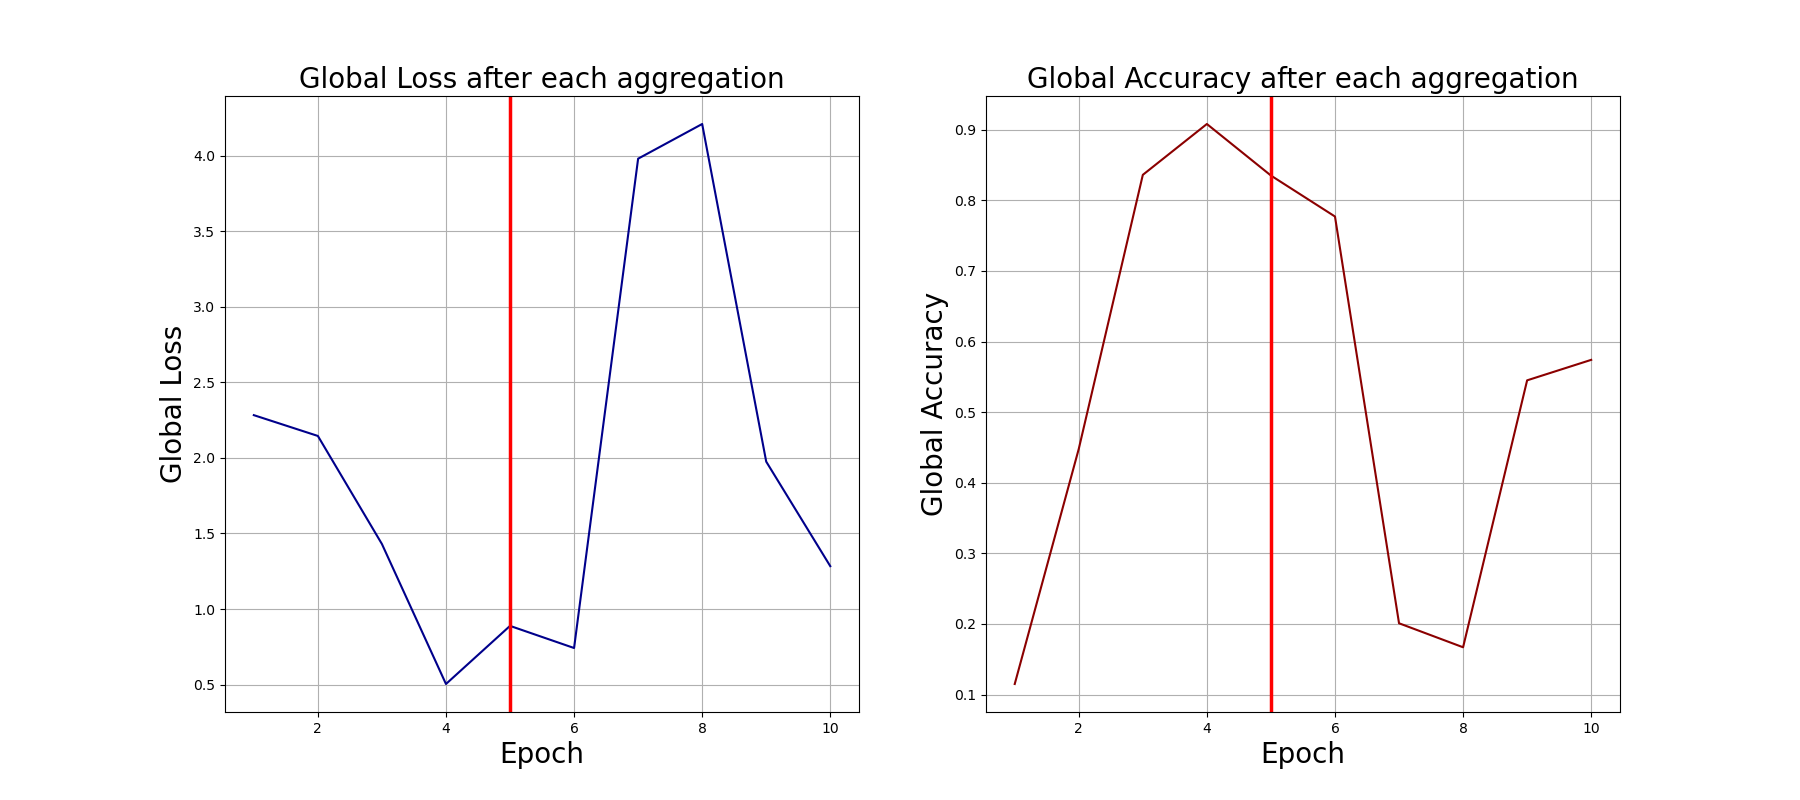 Global Loss after each aggregation
4.0
3.5
3.0
2.5
2.0
1.5
1.0
0.5
Global Loss
2 4 6 8 10
Epoch
Global Accuracy after each aggregation
0.9
0.8
0.7
0.6
0.5
0.4
0.3
0.2
0.1
Global Accuracy
2 4 6 8 10
Epoch